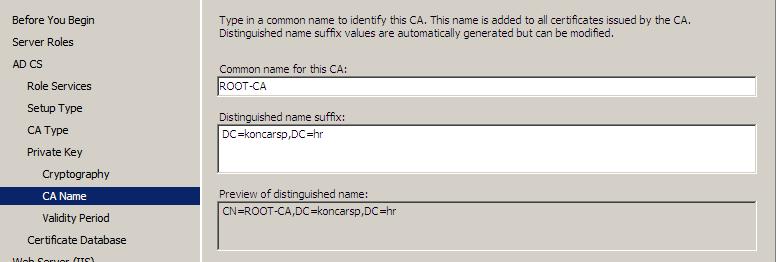 Before You Begin
Server Roles
AD CS
Role Services
Setup Type
CA Type
Private Key
Cryptography
CA Name
Validity Period
Certificate Database
Web Server (IIS)
Type in a common name to identify this CA. This name is added to all certificates issued by the CA.
Distinguished name suffix values are automatically generated but can be modified.
Common name for this CA:
ROOT-CA
Distinguished name suffix:
DC=koncarsp,DC=hr
Preview of distinguished name:
CN=ROOT-CA,DC=koncarsp,DC=hr